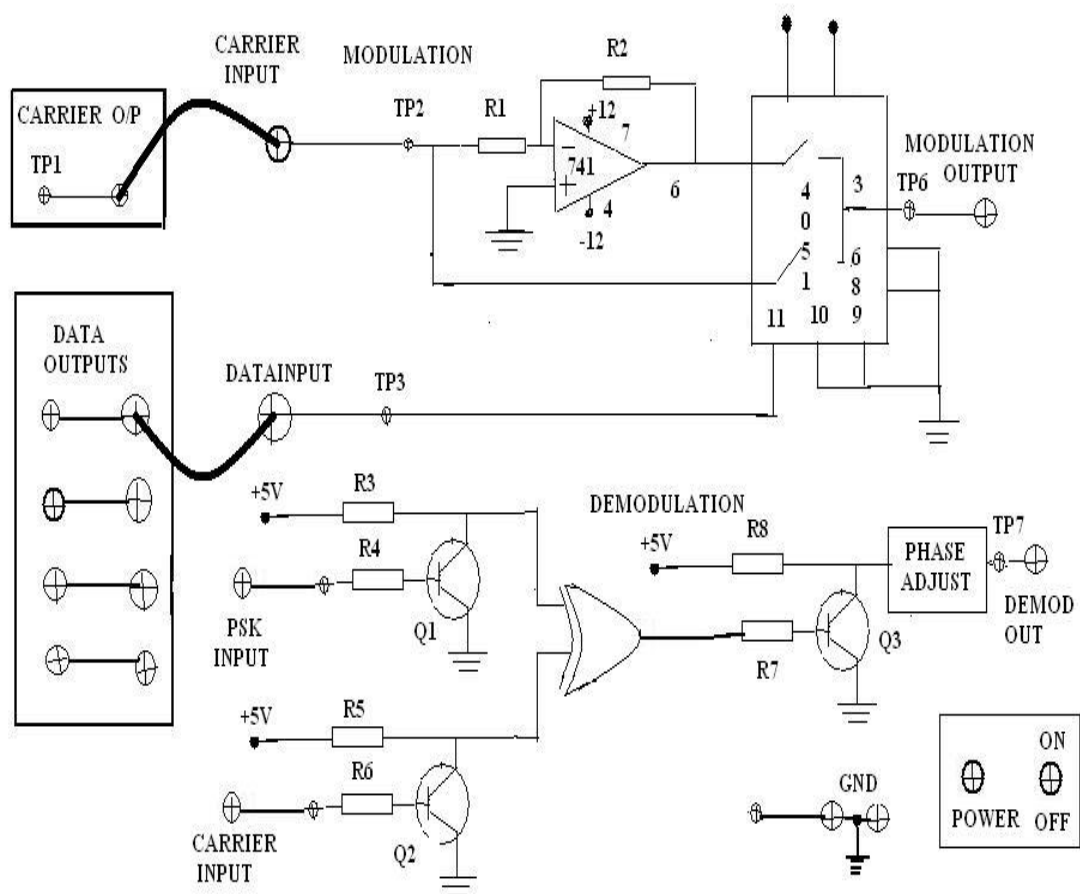 CARRIER O/P
TP1
CARRIER
INPUT
MODULATION
TP2
R1
R2
+12
7
741
−
+
6
4
-12
4
0
5
1
3
6
8
9
11
10
TP6
MODULATION
OUTPUT
DATA
OUTPUTS
DATAINPUT
TP3
+5V
R3
R4
PSK
INPUT
Q1
+5V
R5
R6
CARRIER
INPUT
Q2
DEMODULATION
+5V
R8
R7
Q3
PHASE
ADJUST
TP7
DEMOD
OUT
GND
ON
POWER
OFF